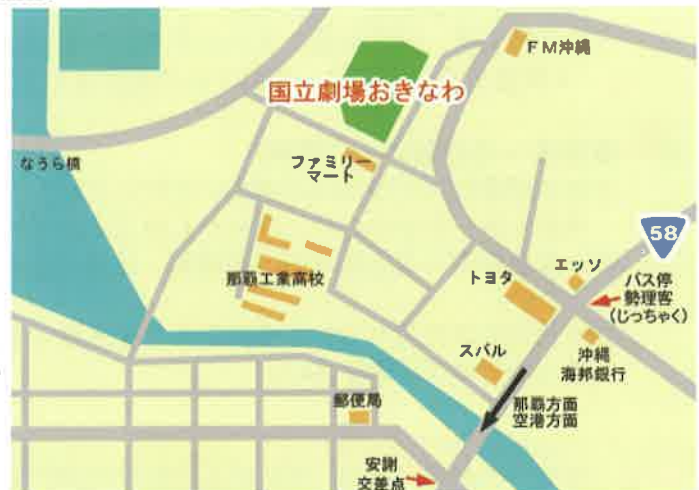 FM沖縄
国立劇場おきなわ
なうら橋
ファミリー
マート
58
那覇工業高校
トヨタ
エッソ
バス停
勢理客
(じっちゃく)
スバル
沖縄
海邦銀行
郵便局
那覇方面
空港方面
安謝
交差点